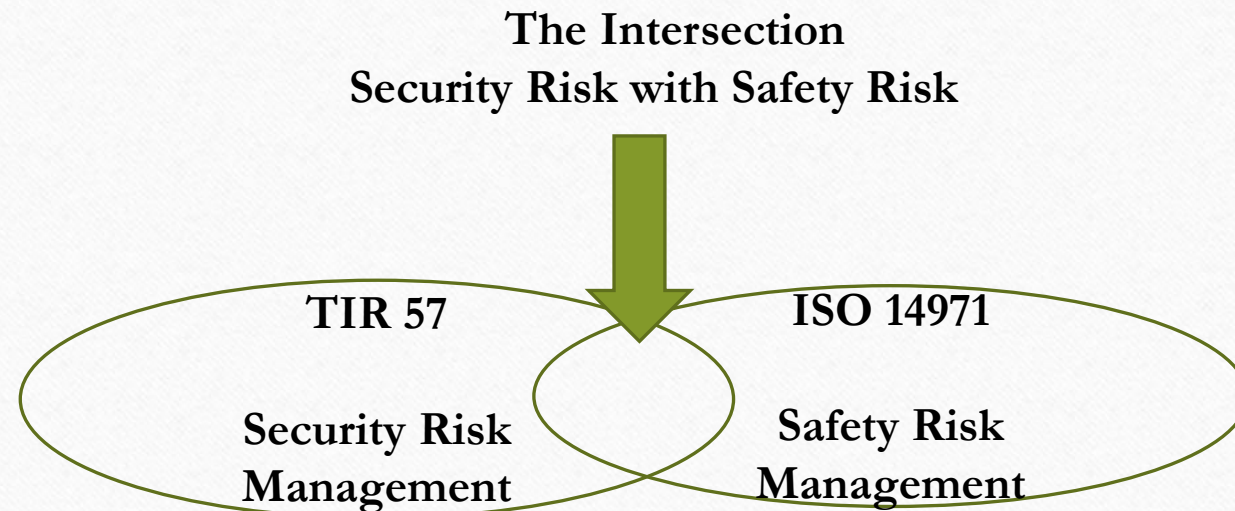 The Intersection
Security Risk with Safety Risk
TIR 57
Security Risk
Management
ISO 14971
Safety Risk
Management